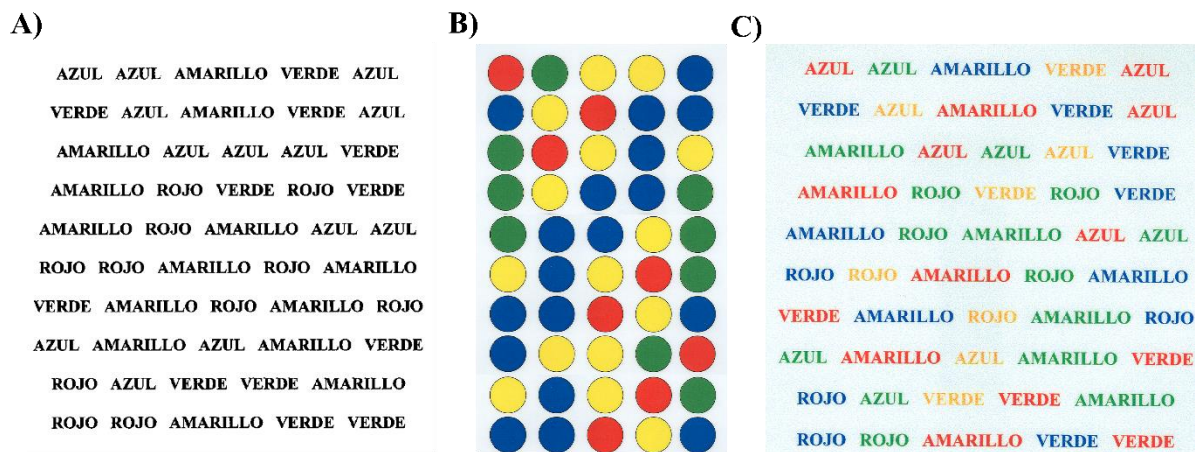 A)
AZUL AZUL AMARILLO VERDE AZUL
VERDE AZUL AMARILLO VERDE AZUL
AMARILLO AZUL AZUL AZUL VERDE
AMARILLO ROJO VERDE ROJO VERDE
AMARILLO ROJO AMARILLO AZUL AZUL
ROJO ROJO AMARILLO ROJO AMARILLO
VERDE AMARILLO ROJO AMARILLO ROJO
AZUL AMARILLO AZUL AMARILLO VERDE
ROJO AZUL VERDE VERDE AMARILLO
ROJO ROJO AMARILLO VERDE VERDE
B)
C)
AZUL AZUL AMARILLO VERDE AZUL
VERDE AZUL AMARILLO VERDE AZUL
AMARILLO AZUL AZUL AZUL VERDE
AMARILLO ROJO VERDE ROJO VERDE
AMARILLO ROJO AMARILLO AZUL AZUL
ROJO ROJO AMARILLO ROJO AMARILLO
VERDE AMARILLO ROJO AMARILLO ROJO
AZUL AMARILLO AZUL AMARILLO VERDE
ROJO AZUL VERDE VERDE AMARILLO
ROJO ROJO AMARILLO VERDE VERDE